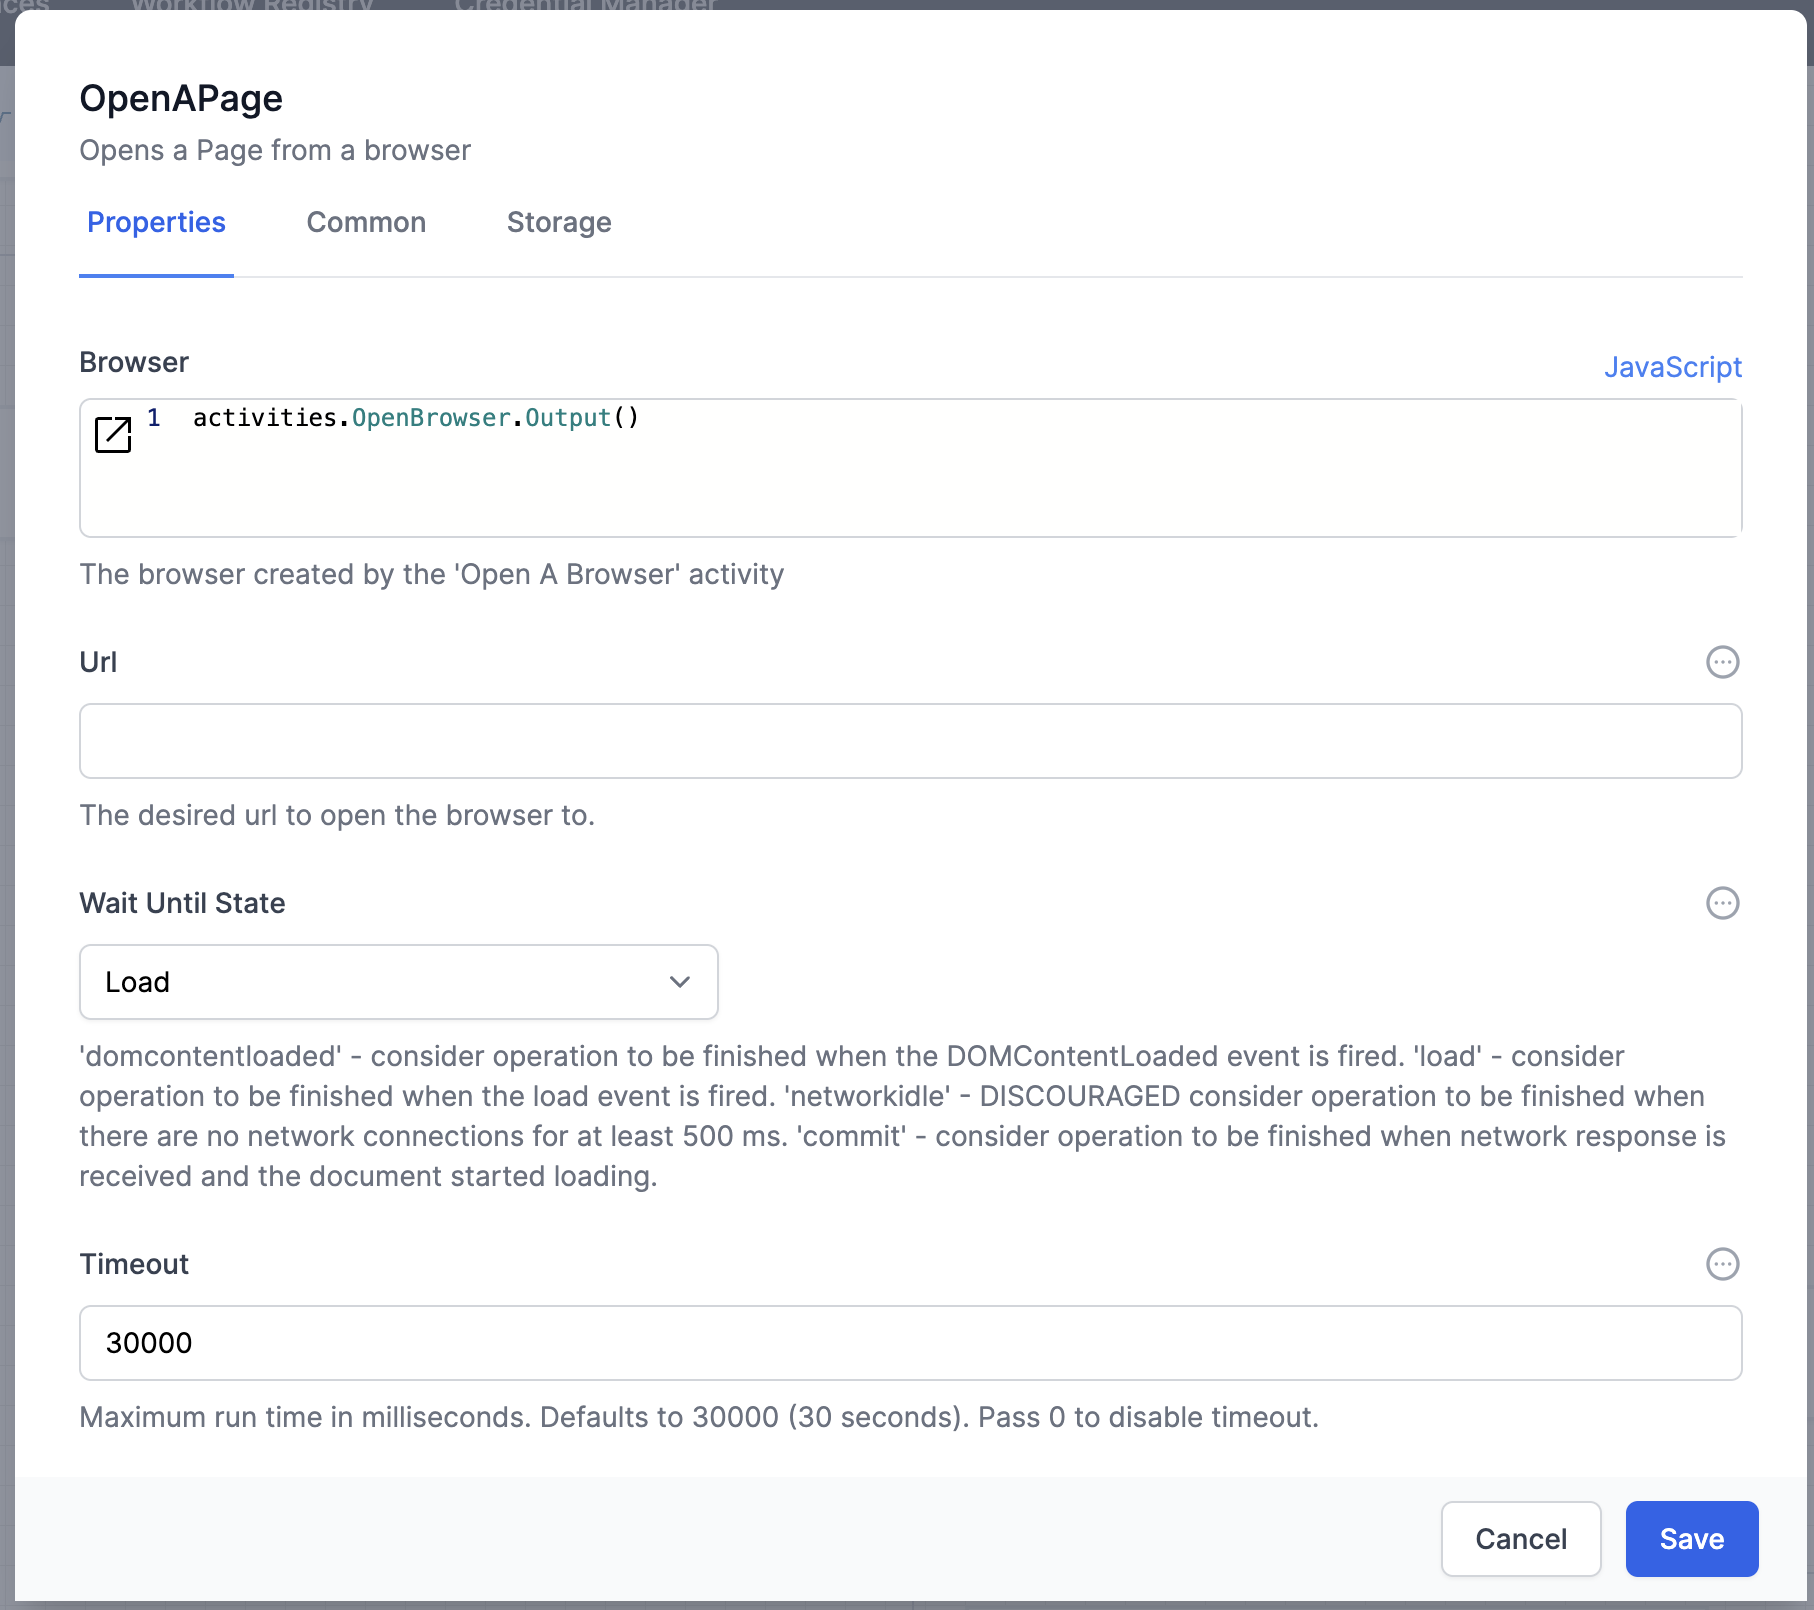 Workflow Registry
Credential Manager
OpenAPage
Opens a Page from a browser
Properties
Common
Storage
Browser
JavaScript
1 activities.OpenBrowser.Output()
The browser created by the 'Open A Browser' activity
Url
The desired url to open the browser to.
Wait Until State
Load
'domcontentloaded' - consider operation to be finished when the DOMContentLoaded event is fired. 'load' - consider
operation to be finished when the load event is fired. 'networkidle' - DISCOURAGED consider operation to be finished when
there are no network connections for at least 500 ms. 'commit' - consider operation to be finished when network response is
received and the document started loading.
Timeout
30000
Maximum run time in milliseconds. Defaults to 30000 (30 seconds). Pass 0 to disable timeout.
Cancel
Save